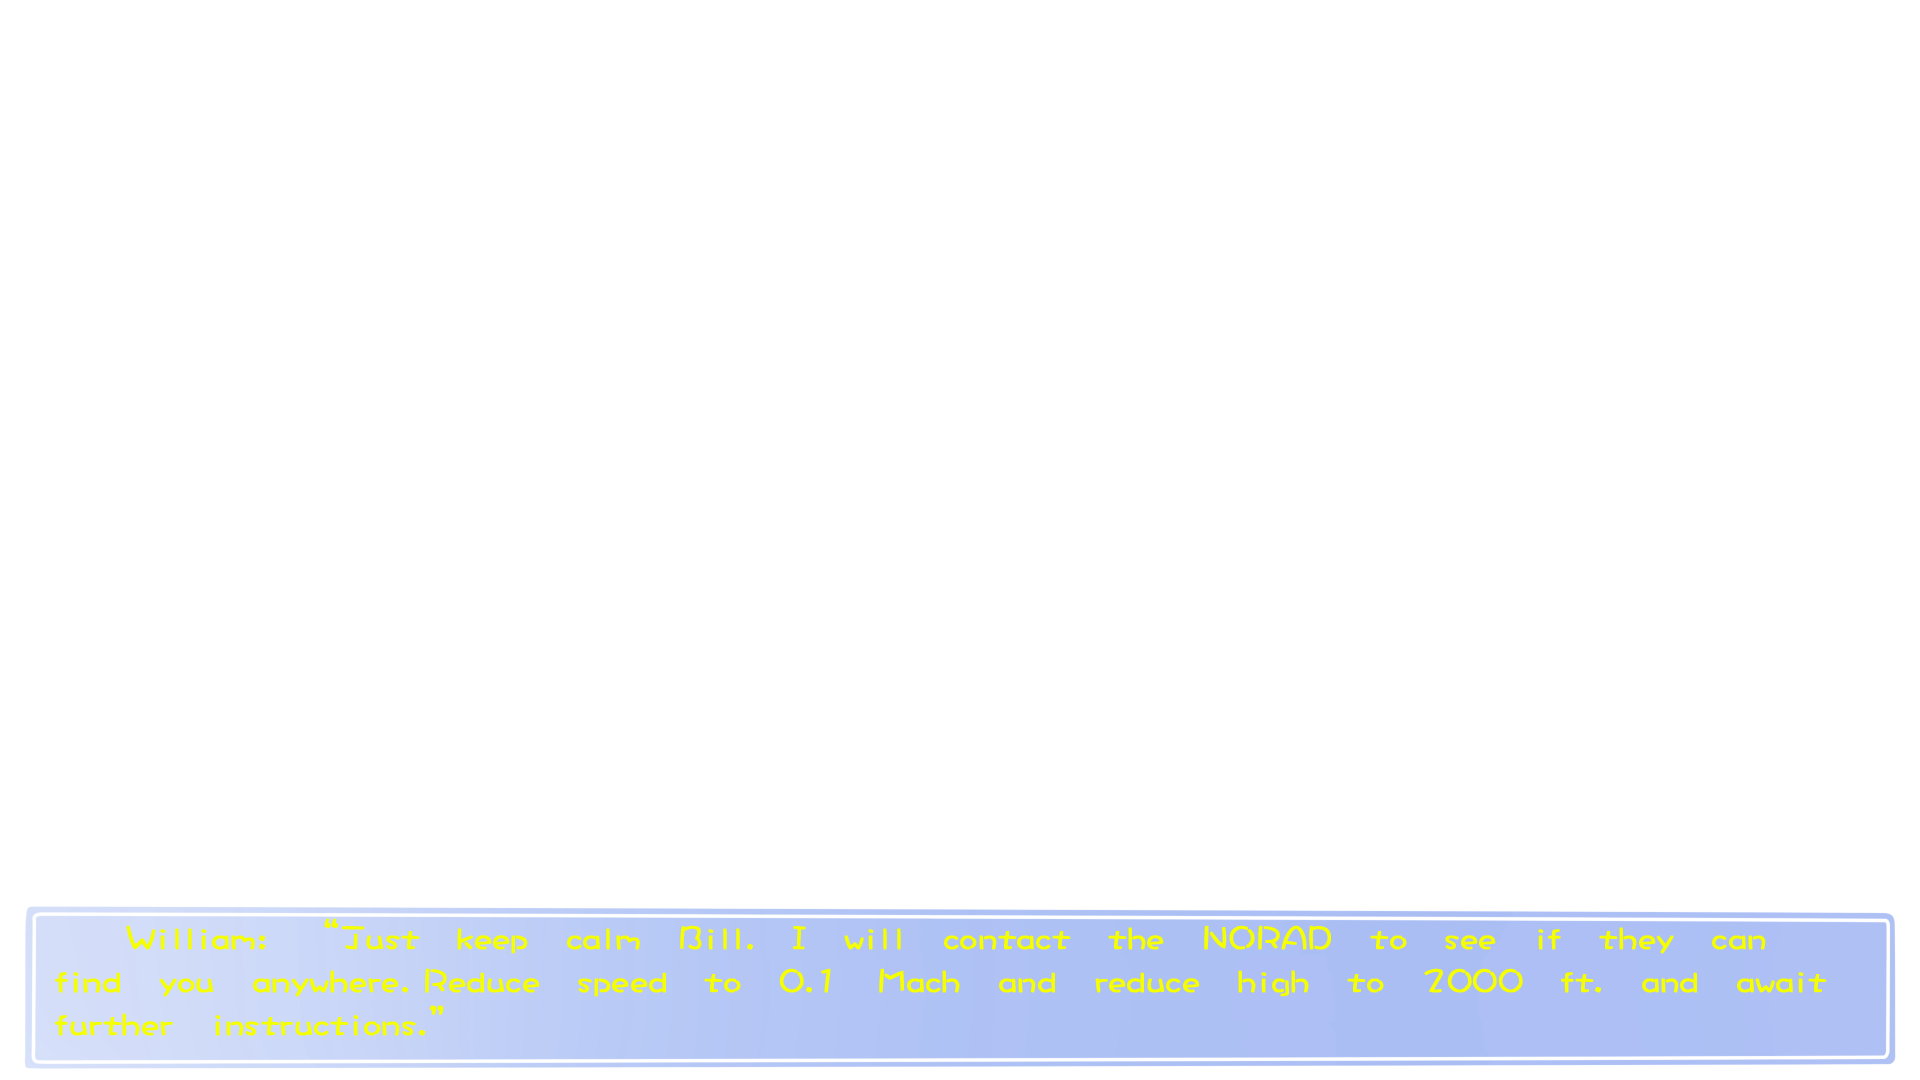 William: “Just keep calm Bill. I will contact the NORAD to see if they can
find you anywhere. Reduce speed to 0.1 Mach and reduce high to 2000 ft. and await
further instructions.”